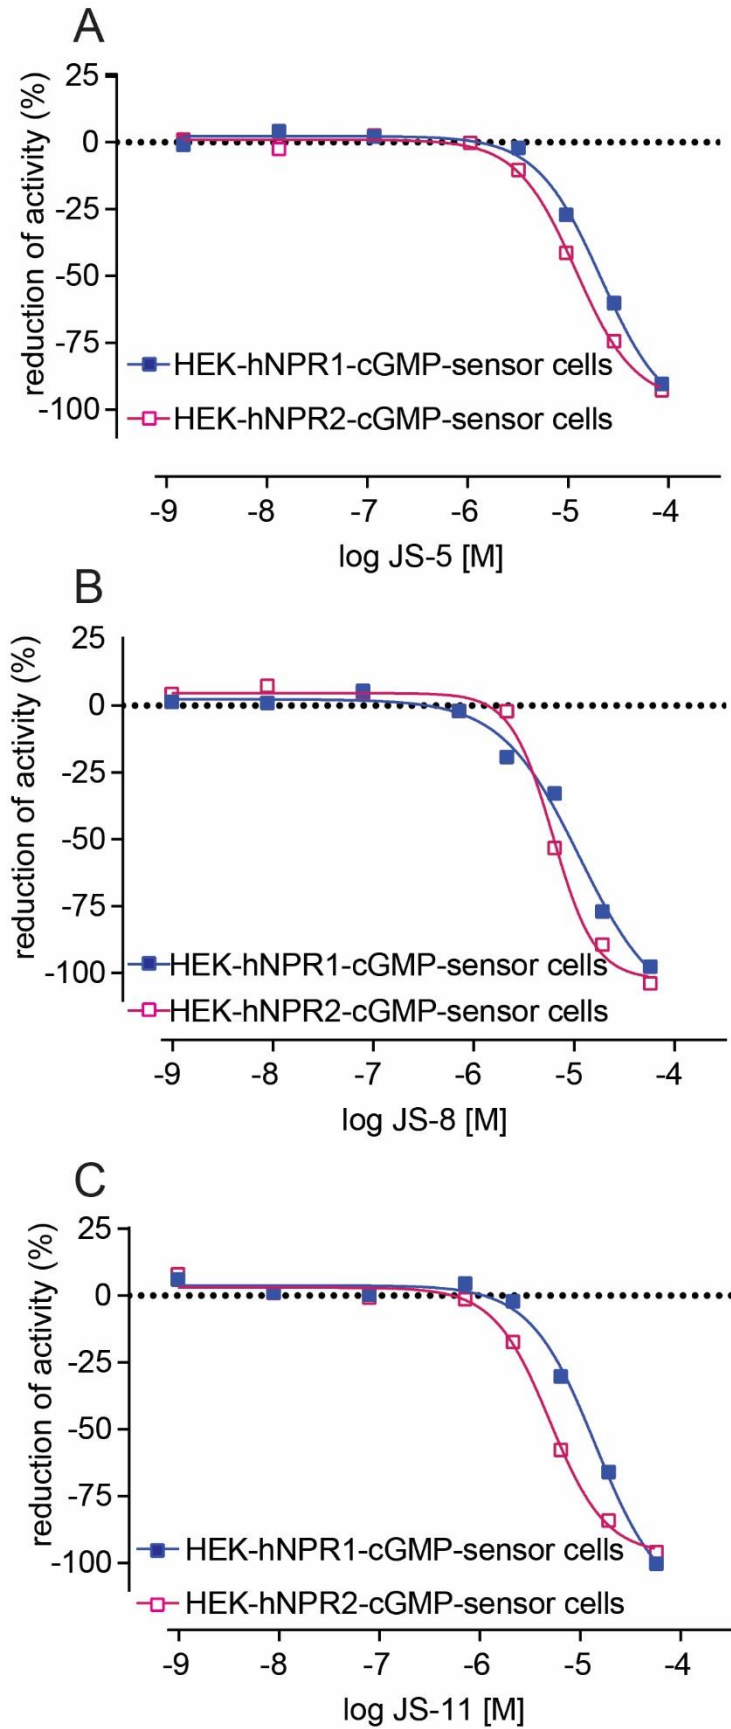 A
25
0
-25
-50
-75
-100
reduction of activity (%)
HEK-hNPR1-cGMP-sensor cells
HEK-hNPR2-cGMP-sensor cells
-9 -8 -7 -6 -5 -4
log JS-5 [M]
B
25
0
-25
-50
-75
-100
reduction of activity (%)
HEK-hNPR1-cGMP-sensor cells
HEK-hNPR2-cGMP-sensor cells
-9 -8 -7 -6 -5 -4
log JS-8 [M]
C
25
0
-25
-50
-75
-100
reduction of activity (%)
HEK-hNPR1-cGMP-sensor cells
HEK-hNPR2-cGMP-sensor cells
-9 -8 -7 -6 -5 -4
log JS-11 [M]